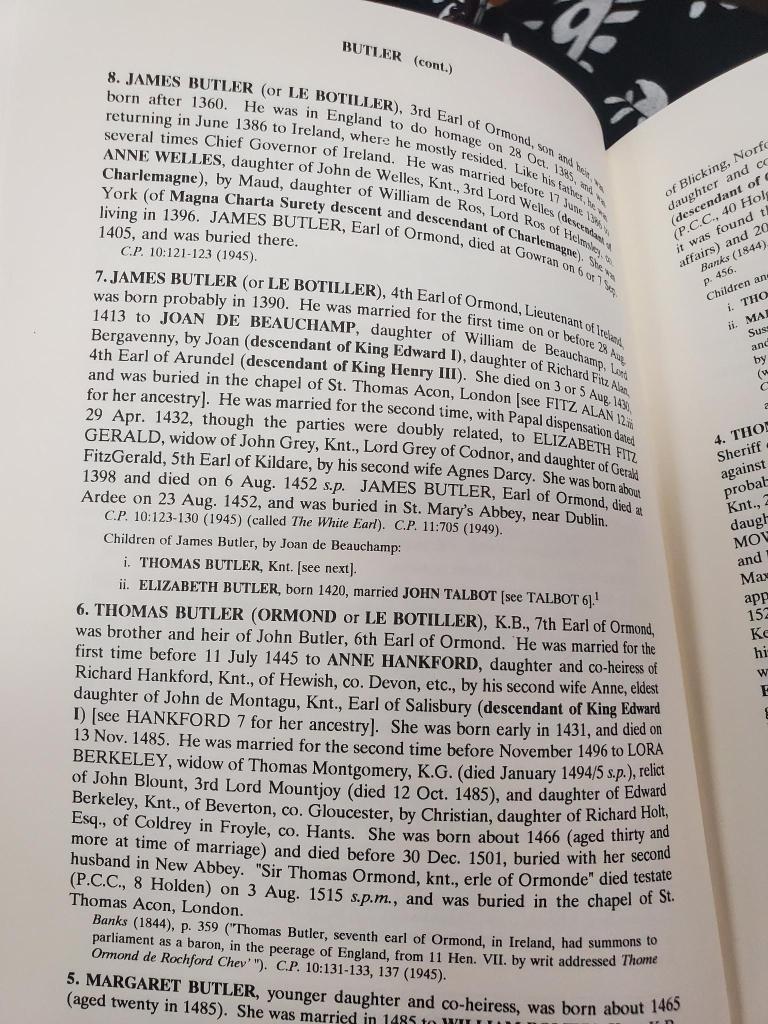 BUTLER (cont.)
8. JAMES BUTLER (or LE BOTILLER), 3rd Earl of Ormond, son and heir, was
born after 1360. He was in England to do homage on 28 Oct. 1385, and
returning in June 1386 to Ireland, where he mostly resided. Like his father, he was
several times Chief Governor of Ireland. He was married before 17 June 1386 to
ANNE WELLES, daughter of John de Welles, Knt., 3rd Lord Welles (descendant of
Charlemagne), by Maud, daughter of William de Ros, Lord Ros of Helmsley, co.
York (of Magna Charta Surety descent and descendant of Charlemagne). She was
living in 1396. JAMES BUTLER, Earl of Ormond, died at Gowran on 6 or 7 Sep.
1405, and was buried there.
C.P. 10:121-123 (1945).
7. JAMES BUTLER (or LE BOTILLER), 4th Earl of Ormond, Lieutenant of Ireland,
was born probably in 1390. He was married for the first time on or before 28 Aug.
1413 to JOAN DE BEAUCHAMP, daughter of William de Beauchamp, Lord
Bergavenny, by Joan (descendant of King Edward I), daughter of Richard Fitz Alan,
4th Earl of Arundel (descendant of King Henry III). She died on 3 or 5 Aug. 1430,
and was buried in the chapel of St. Thomas Acon, London [see FITZ ALAN 12.iii
for her ancestry]. He was married for the second time, with Papal dispensation dated
29 Apr. 1432, though the parties were doubly related, to ELIZABETH FITZ
GERALD, widow of John Grey, Knt., Lord Grey of Codnor, and daughter of Gerald
FitzGerald, 5th Earl of Kildare, by his second wife Agnes Darcy. She was born about
1398 and died on 6 Aug. 1452 s.p. JAMES BUTLER, Earl of Ormond, died at
Ardee on 23 Aug. 1452, and was buried in St. Mary's Abbey, near Dublin.
C.P. 10:123-130 (1945) (called The White Earl). C.P. 11:705 (1949).
Children of James Butler, by Joan de Beauchamp:
i. THOMAS BUTLER, Knt. [see next].
ii. ELIZABETH BUTLER, born 1420, married JOHN TALBOT [see TALBOT 6].1
6. THOMAS BUTLER (ORMOND or LE BOTILLER), K.B., 7th Earl of Ormond,
was brother and heir of John Butler, 6th Earl of Ormond. He was married for the
first time before 11 July 1445 to ANNE HANKFORD, daughter and co-heiress of
Richard Hankford, Knt., of Hewish, co. Devon, etc., by his second wife Anne, eldest
daughter of John de Montagu, Knt., Earl of Salisbury (descendant of King Edward
I) [see HANKFORD 7 for her ancestry]. She was born early in 1431, and died on
13 Nov. 1485. He was married for the second time before November 1496 to LORA
BERKELEY, widow of Thomas Montgomery, K.G. (died January 1494/5 s.p.), relict
of John Blount, 3rd Lord Mountjoy (died 12 Oct. 1485), and daughter of Edward
Berkeley, Knt., of Beverton, co. Gloucester, by Christian, daughter of Richard Holt,
Esq., of Coldrey in Froyle, co. Hants. She was born about 1466 (aged thirty and
more at time of marriage) and died before 30 Dec. 1501, buried with her second
husband in New Abbey. "Sir Thomas Ormond, knt., erle of Ormonde" died testate
(P.C.C., 8 Holden) on 3 Aug. 1515 s.p.m., and was buried in the chapel of St.
Thomas Acon, London.
Banks (1844), p. 359 ("Thomas Butler, seventh earl of Ormond, in Ireland, had summons to
parliament as a baron, in the peerage of England, from 11 Hen. VII. by writ addressed Thome
Ormond de Rochford Chev' "). C.P. 10:131-133, 137 (1945).
5. MARGARET BUTLER, younger daughter and co-heiress, was born about 1465
(aged twenty in 1485). She was married in 1485 to
of Blicking,
daughter and
(descendant of
(P.C.C., 40
it was found
affairs) and 20
Banks (1844),
p. 456.
Children
i.
ii.
and
by
4.
Sheriff
against
Knt.,
and